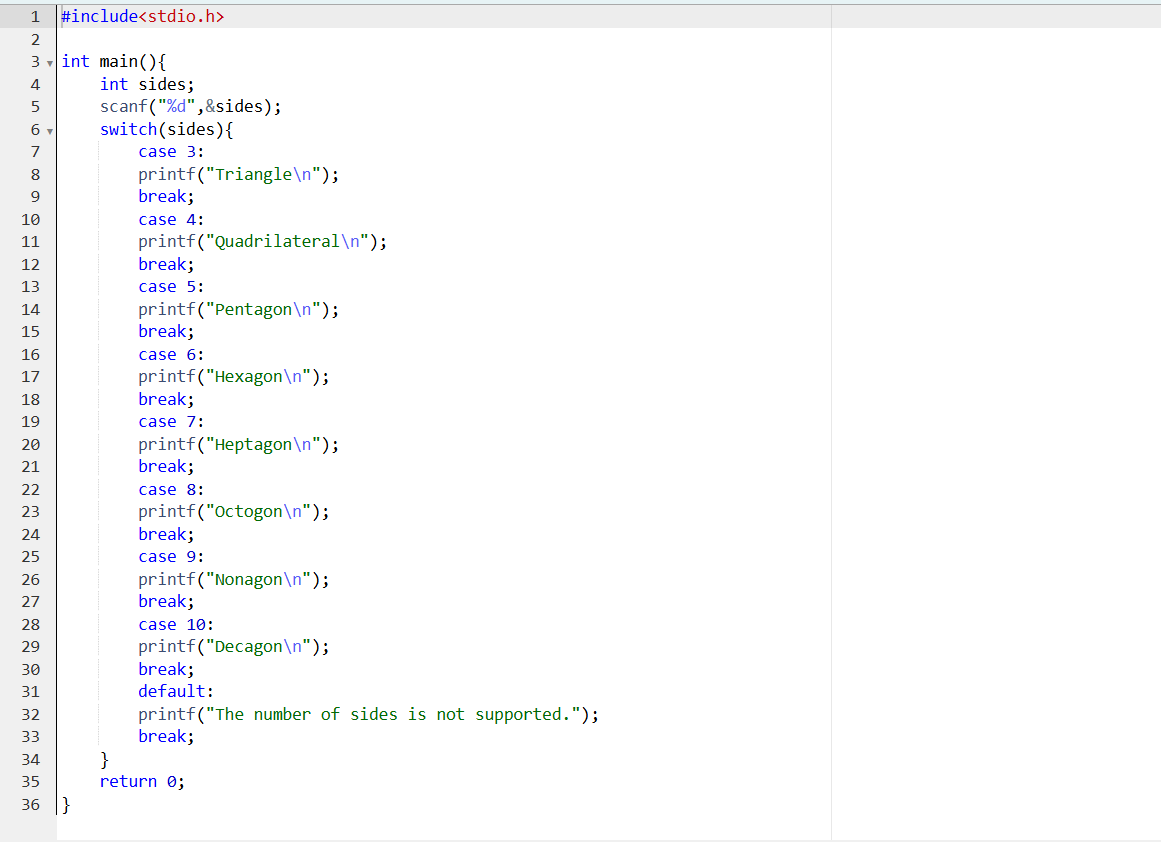 1 #include<stdio.h>
2
3 int main(){
4     int sides;
5     scanf("%d",&sides);
6     switch(sides){
7         case 3:
8         printf("Triangle\n");
9         break;
10         case 4:
11         printf("Quadrilateral\n");
12         break;
13         case 5:
14         printf("Pentagon\n");
15         break;
16         case 6:
17         printf("Hexagon\n");
18         break;
19         case 7:
20         printf("Heptagon\n");
21         break;
22         case 8:
23         printf("Octogon\n");
24         break;
25         case 9:
26         printf("Nonagon\n");
27         break;
28         case 10:
29         printf("Decagon\n");
30         break;
31         default:
32         printf("The number of sides is not supported.");
33         break;
34     }
35     return 0;
36 }